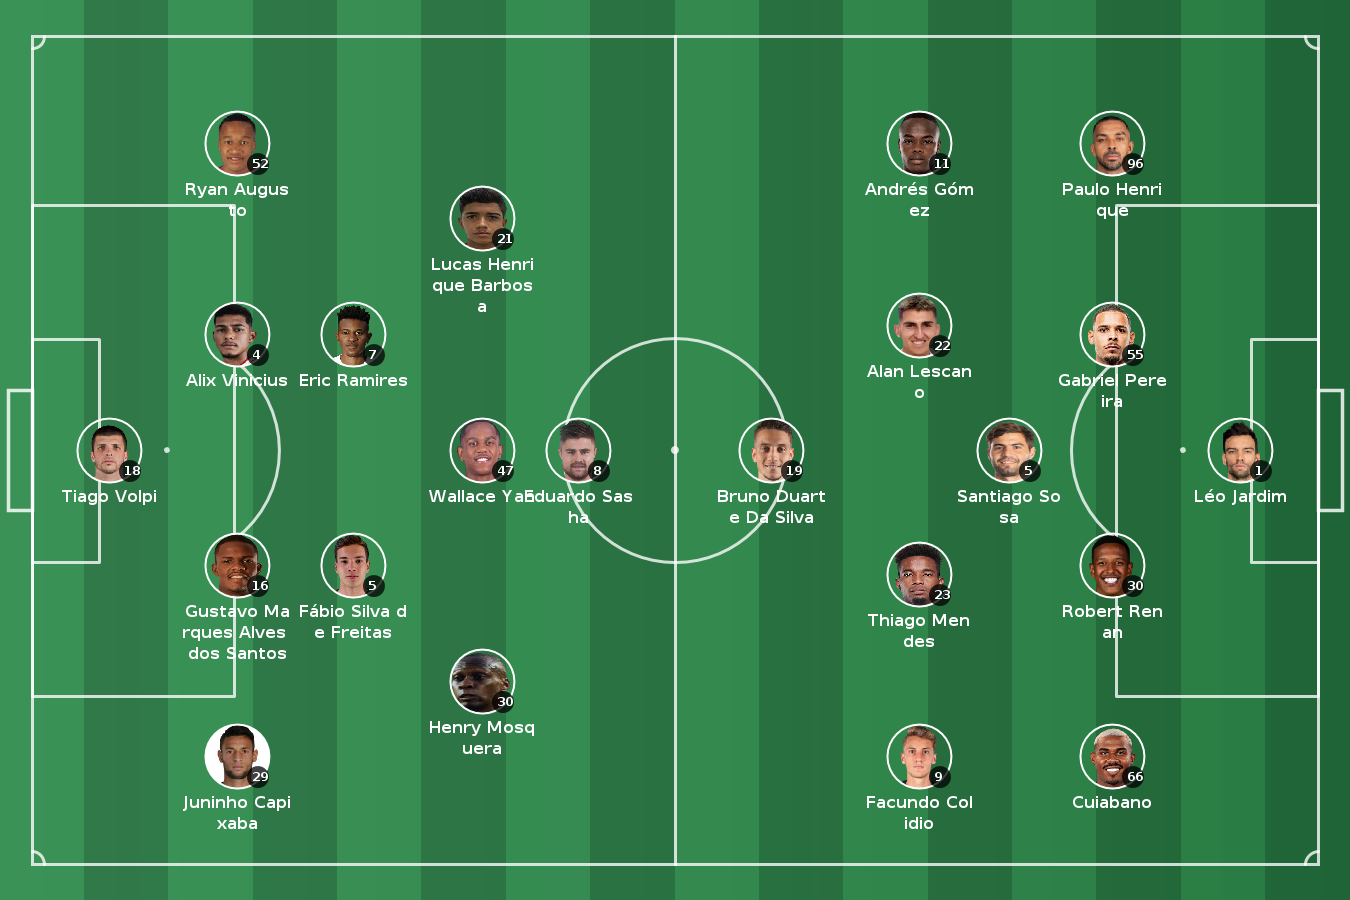 52
Ryan Augus
to
11
Andrés Góm
ez
96
Paulo Henri
que
21
Lucas Henri
que Barbos
a
4
Alix Vinicius
7
Eric Ramires
22
Alan Lescan
o
55
Gabriel Pere
ira
18
Tiago Volpi
47
Wallace Yan
8
Eduardo Sas
ha
19
Bruno Duart
e Da Silva
5
Santiago So
sa
1
Léo Jardim
16
Gustavo Ma
rques Alves
dos Santos
5
Fábio Silva d
e Freitas
23
Thiago Men
des
30
Robert Ren
an
30
Henry Mosq
uera
29
Juninho Capi
xaba
9
Facundo Col
idio
66
Cuiabano